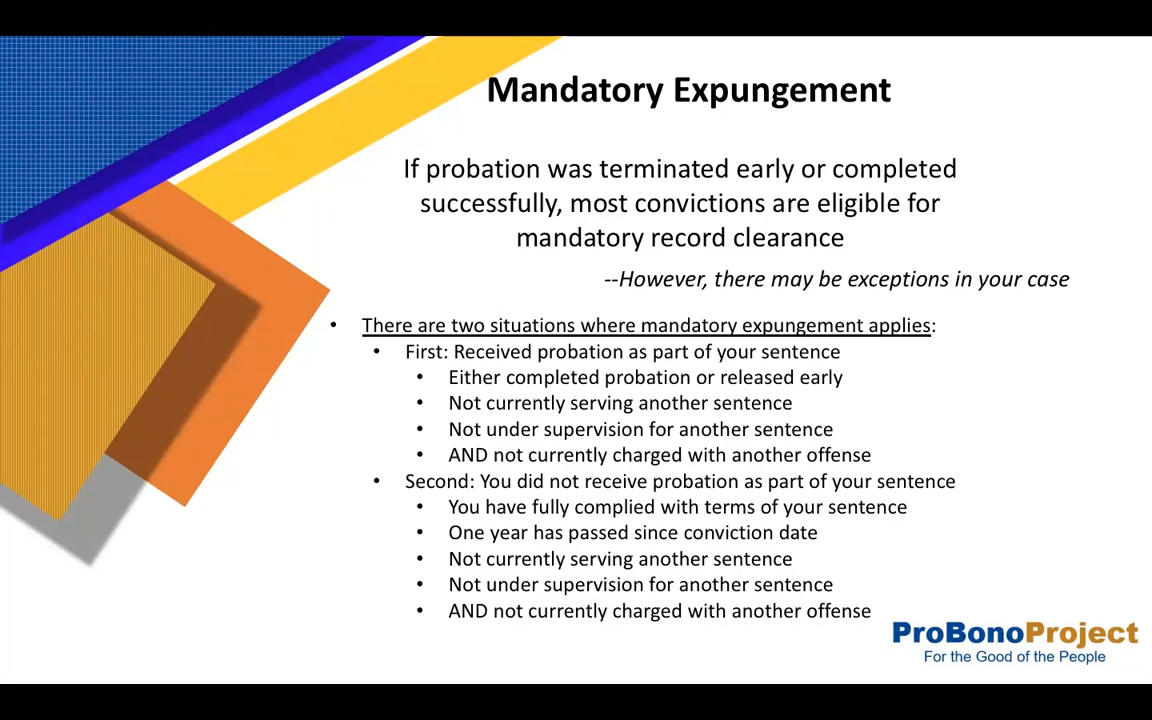 Mandatory Expungement
If probation was terminated early or completed
successfully, most convictions are eligible for
mandatory record clearance
--However, there may be exceptions in your case
• There are two situations where mandatory expungement applies:
• First: Received probation as part of your sentence
• Either completed probation or released early
• Not currently serving another sentence
• Not under supervision for another sentence
• AND not currently charged with another offense
• Second: You did not receive probation as part of your sentence
• You have fully complied with terms of your sentence
• One year has passed since conviction date
• Not currently serving another sentence
• Not under supervision for another sentence
• AND not currently charged with another offense
ProBonoProject
For the Good of the People